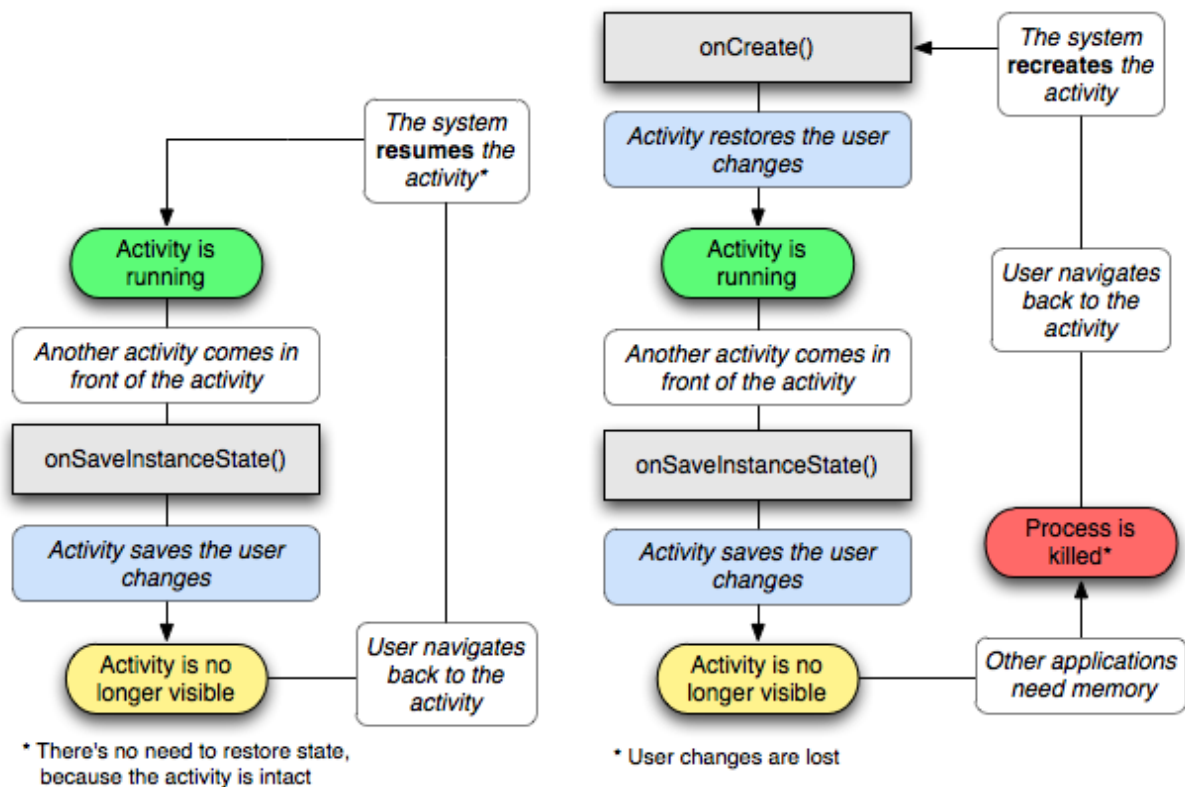 The system
resumes the
activity*
Activity is
running
Another activity comes in
front of the activity
onSaveInstanceState()
Activity saves the user
changes
Activity is no
longer visible
User navigates
back to the
activity
* There's no need to restore state,
because the activity is intact
onCreate()
The system
recreates the
activity
Activity restores the user
changes
Activity is
running
User navigates
back to the
activity
Another activity comes in
front of the activity
onSaveInstanceState()
Process is
killed*
Activity saves the user
changes
Activity is no
longer visible
Other applications
need memory
* User changes are lost